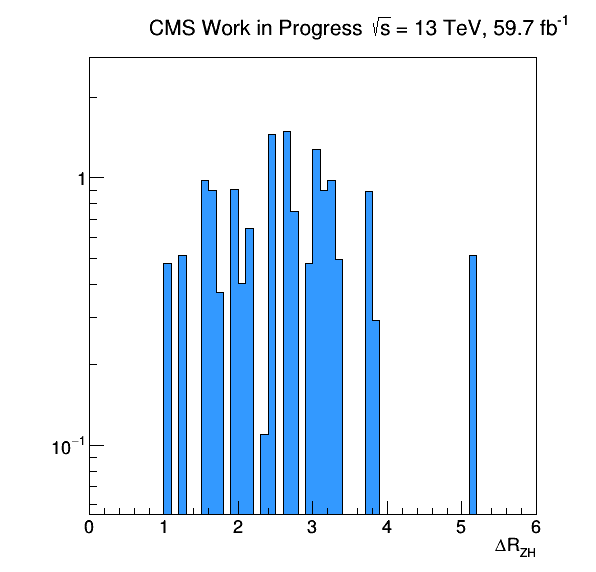 CMS Work in Progress √s = 13 TeV, 59.7 fb⁻¹
1
10⁻¹
0 1 2 3 4 5 6
ΔR_ZH